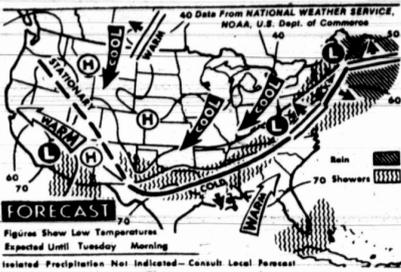 40 Data From NATIONAL WEATHER SERVICE,
NOAA, U.S. Dept. of Commerce
40
50
60
COOL
WARM
H
STATIONARY
L
COOL
COOL
H
WARM
L
L
H
COLD
WARM
60
70
70
70
Rain
Showers
FORECAST
Figures Show Low Temperatures
Expected Until Tuesday Morning
Isolated Precipitation Not Indicated— Consult Local Forecast